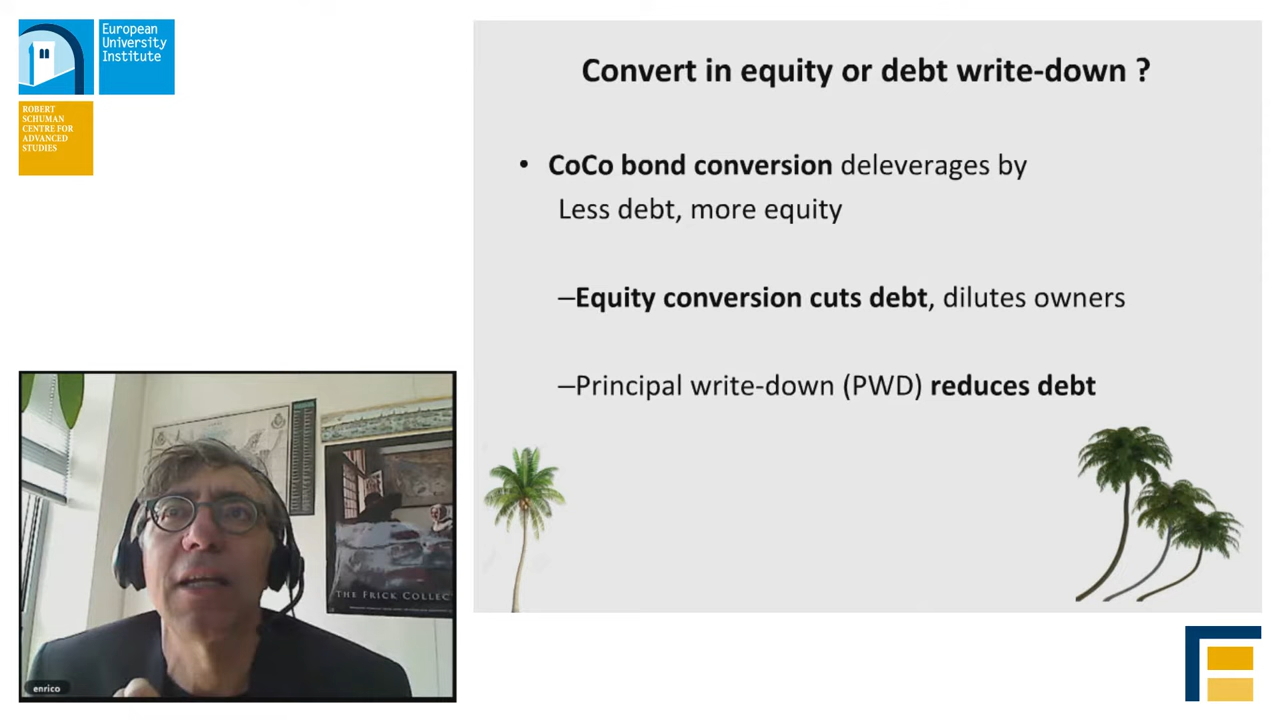 European
University
Institute
ROBERT
SCHUMAN
CENTRE FOR
ADVANCED
STUDIES
Convert in equity or debt write-down ?
• CoCo bond conversion deleverages by
Less debt, more equity
–Equity conversion cuts debt, dilutes owners
–Principal write-down (PWD) reduces debt
THE FRICK COLLEC
enrico